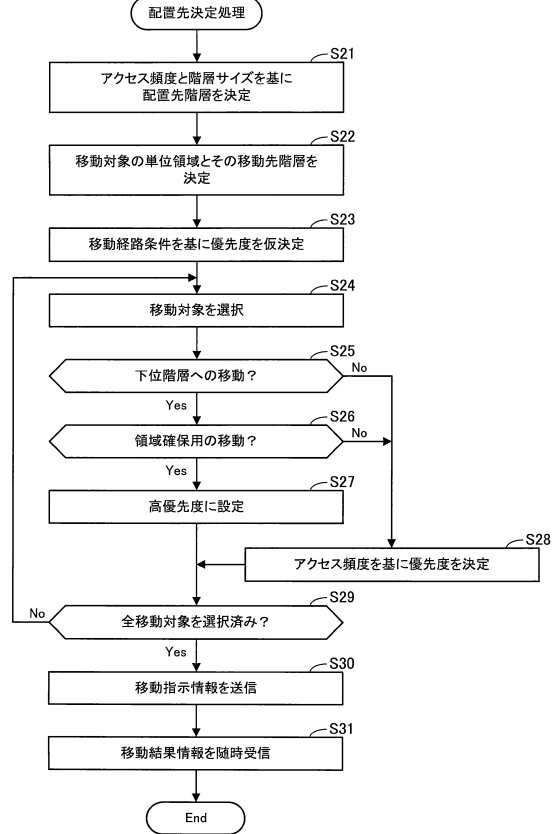 配置先決定処理
S21
アクセス頻度と階層サイズを基に
配置先階層を決定
S22
移動対象の単位領域とその移動先階層を
決定
S23
移動経路条件を基に優先度を仮決定
S24
移動対象を選択
S25
下位階層への移動?
No
Yes
S26
領域確保用の移動?
No
Yes
S27
高優先度に設定
S28
アクセス頻度を基に優先度を決定
S29
全移動対象を選択済み?
No
Yes
S30
移動指示情報を送信
S31
移動結果情報を随時受信
End